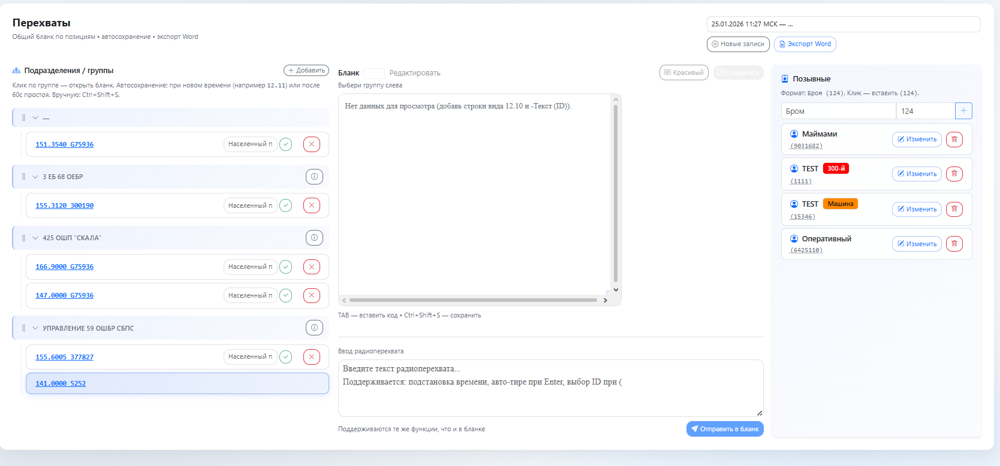 Перехваты
Общий бланк по позициям • автосохранение • экспорт Word
25.01.2026 11:27 МСК — ...
Новые записи
Экспорт Word
Подразделения / группы
Добавить
Клик по группе — открыть бланк. Автосохранение: при новом времени (например 12.11) или после
60с простоя. Вручную: Ctrl+Shift+S.
—
151.3540 G75936
Населенный п
3 ЕБ 68 ОЕБР
155.3120 300190
Населенный п
425 ОШП "СКАЛА"
166.9000 G75936
Населенный п
147.0000 G75936
Населенный п
УПРАВЛЕНИЕ 59 ОШБР СБПС
155.6005 377827
Населенный п
141.0000 5252
Бланк
Редактировать
Красивый
Сохранить
Выбери группу слева
Нет данных для просмотра (добавь строки вида 12.10 и -Текст (ID)).
TAB — вставить код • Ctrl+Shift+S — сохранить
Ввод радиоперехвата
Введите текст радиоперехвата...
Поддерживается: подстановка времени, авто-тире при Enter, выбор ID при (
Поддерживаются те же функции, что и в бланке
Отправить в бланк
Позывные
Формат: Бром (124). Клик — вставить (124).
Бром
124
Маймами
(9031682)
Изменить
TEST 300-й
(1111)
Изменить
TEST Машина
(15346)
Изменить
Оперативный
(6425110)
Изменить